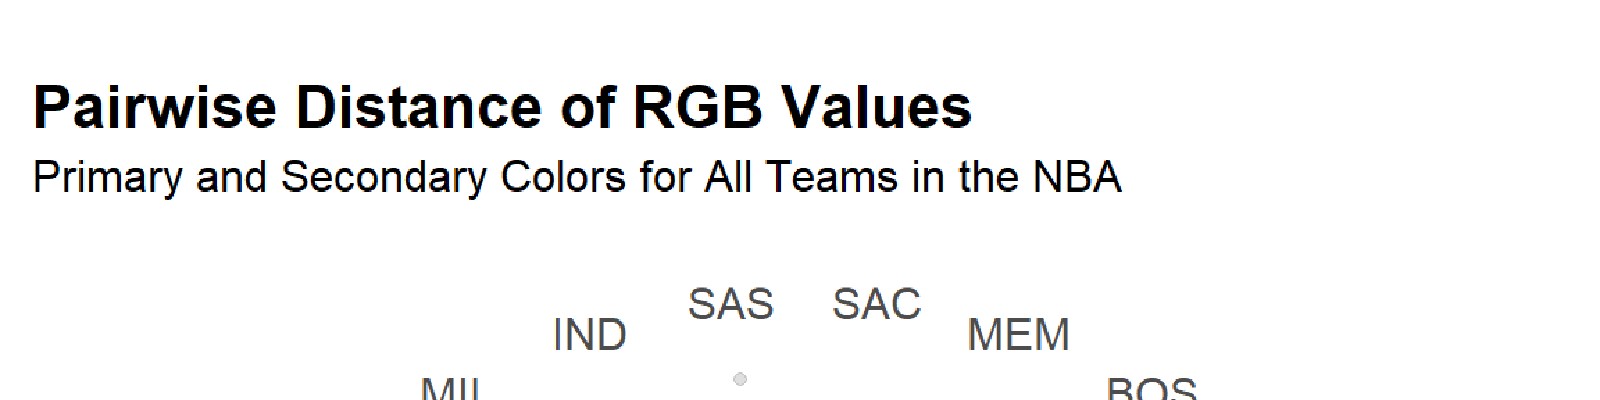 Pairwise Distance of RGB Values
Primary and Secondary Colors for All Teams in the NBA
SAS SAC
IND MEM
MIL BOS